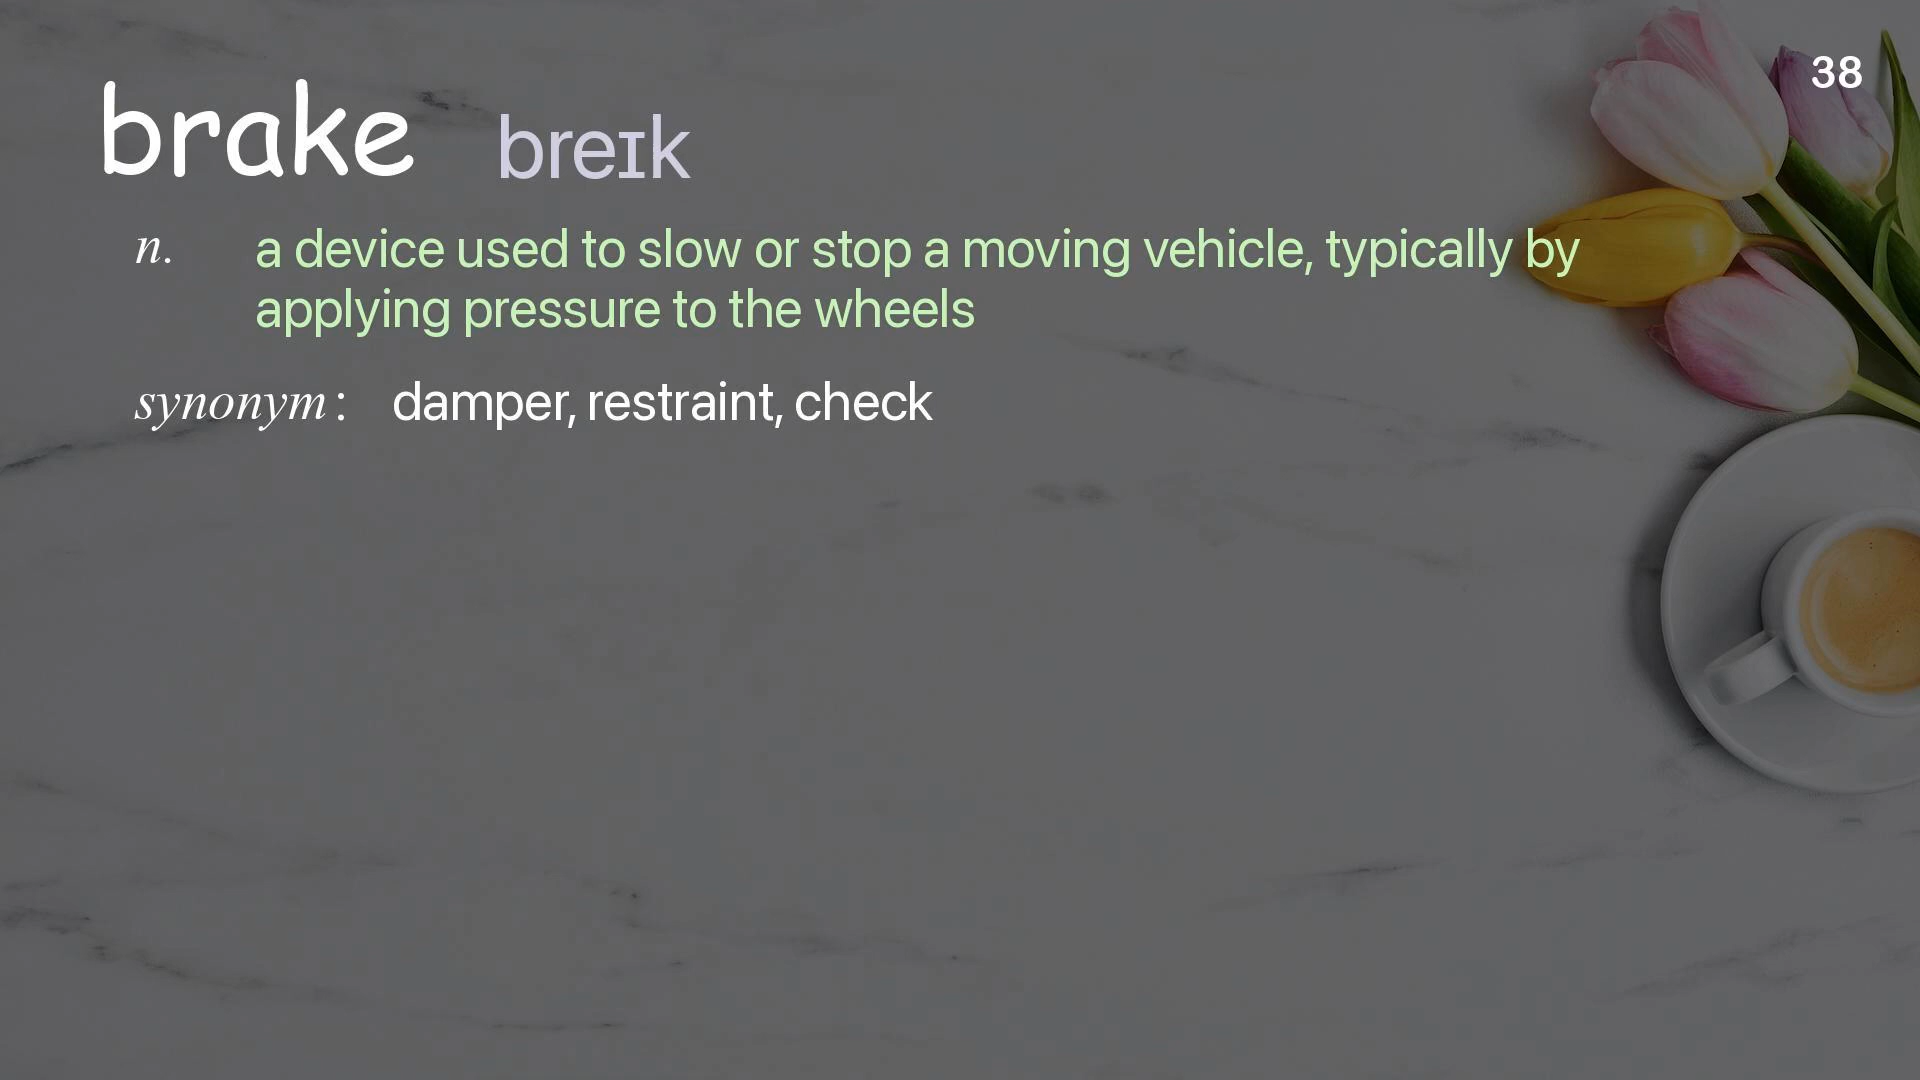 38
brake breɪk
n. a device used to slow or stop a moving vehicle, typically by
applying pressure to the wheels
synonym: damper, restraint, check